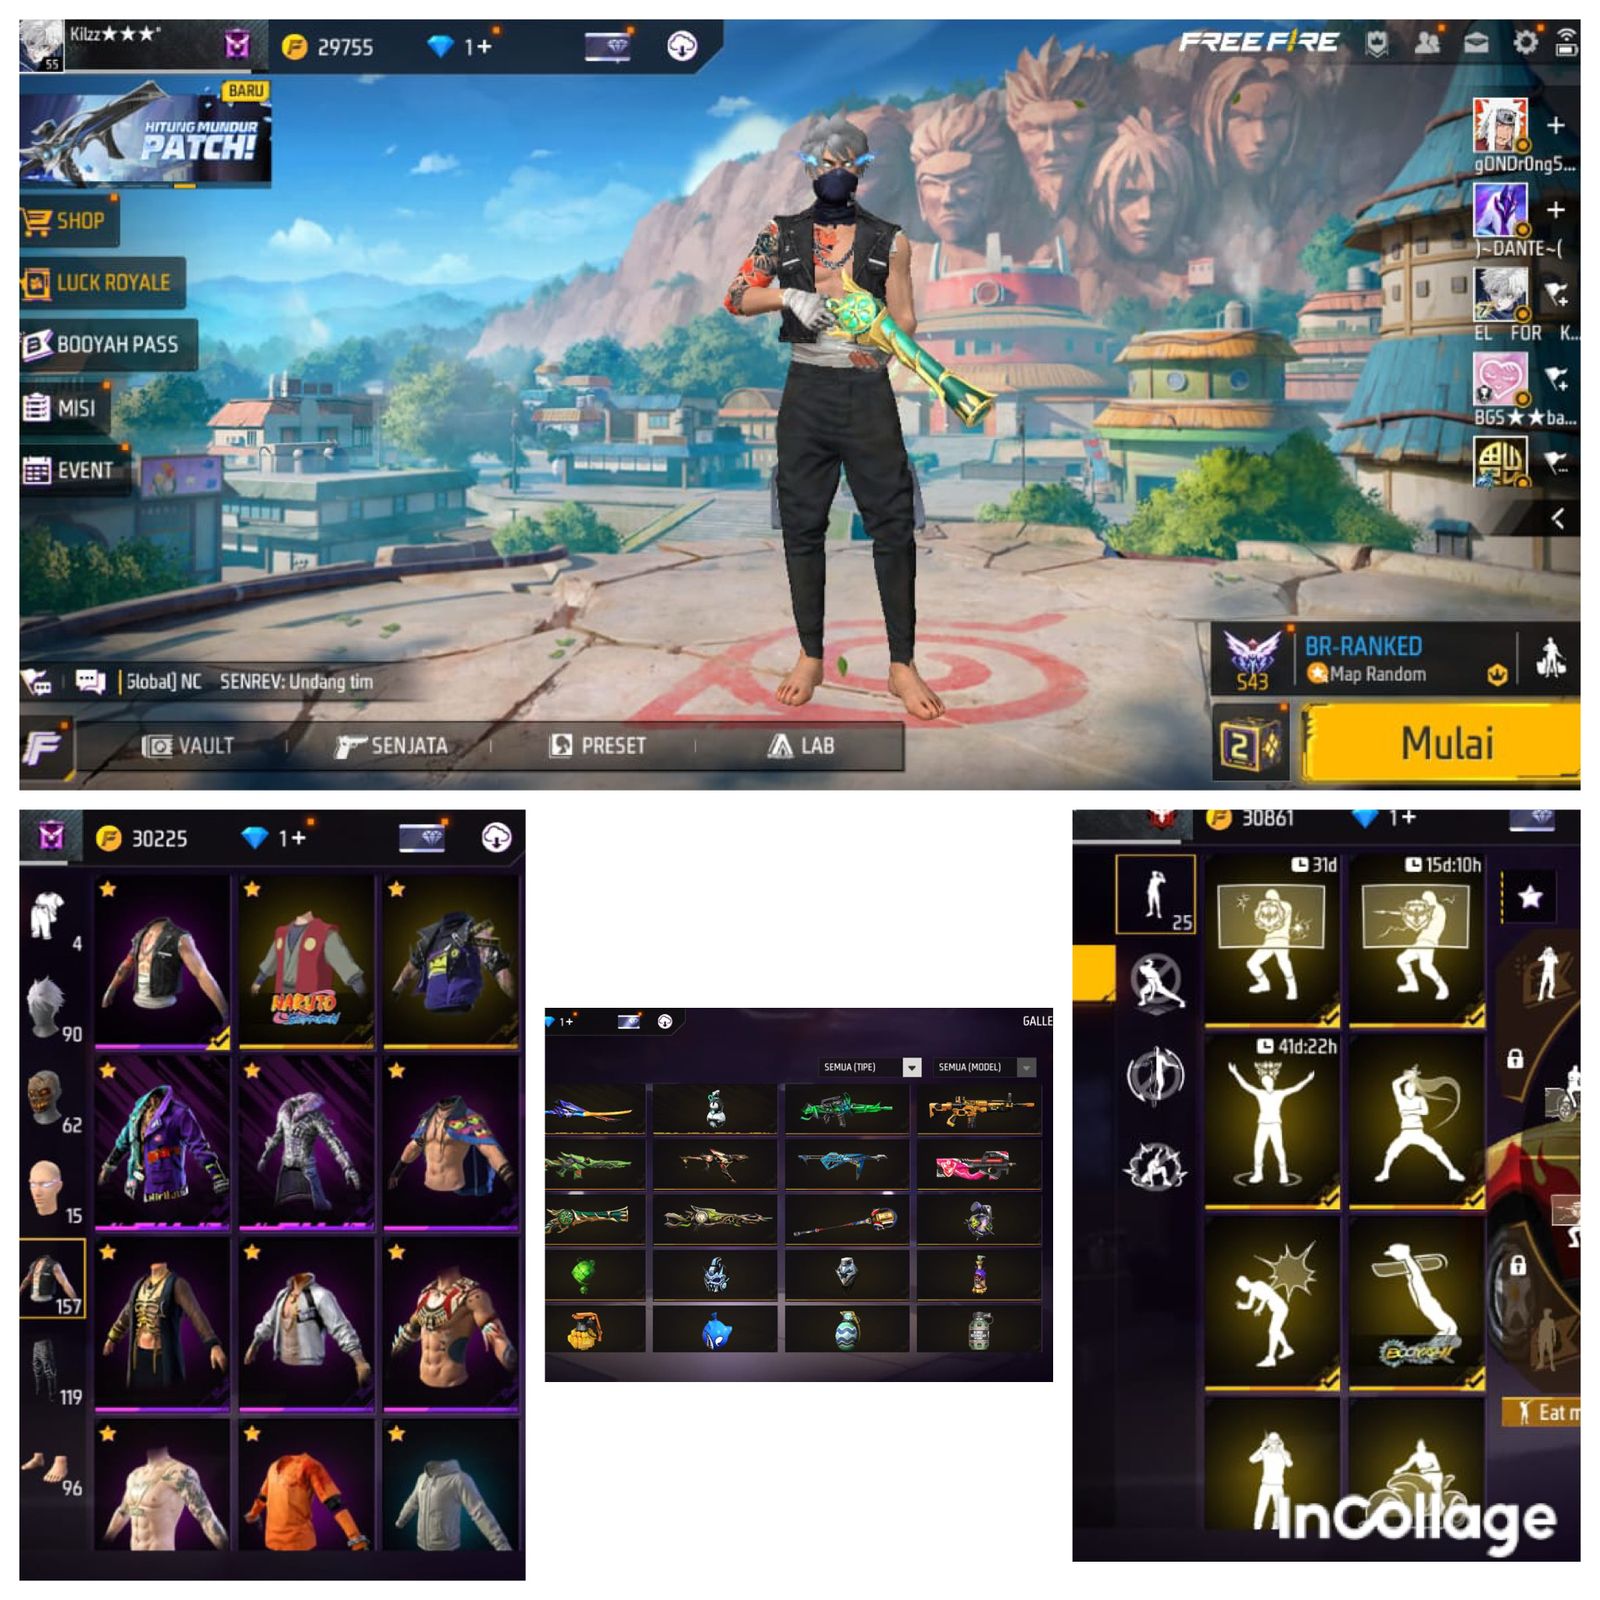 Kilzz★★★"
55
29755
1+
FREE FIRE
BARU
HITUNG MUNDUR
PATCH!
SHOP
LUCK ROYALE
BOOYAH PASS
MISI
EVENT
g0NDr0ng5...
)~DANTE~(
EL FOR K...
BGS★★ba...
Global] NC SENREV: Undang tim
BR-RANKED
Map Random
S43
VAULT
SENJATA
PRESET
LAB
2
Mulai
30225
1+
4
90
62
15
157
119
96
NARUTO
SHIPPUDEN
1+
GALLE
SEMUA (TIPE)
SEMUA (MODEL)
30861
1+
25
31d
15d:10h
41d:22h
BOOYAH!
Eat m
InCollage